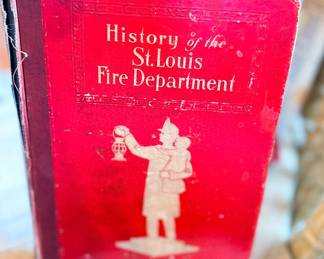 History of the
St. Louis
Fire Department